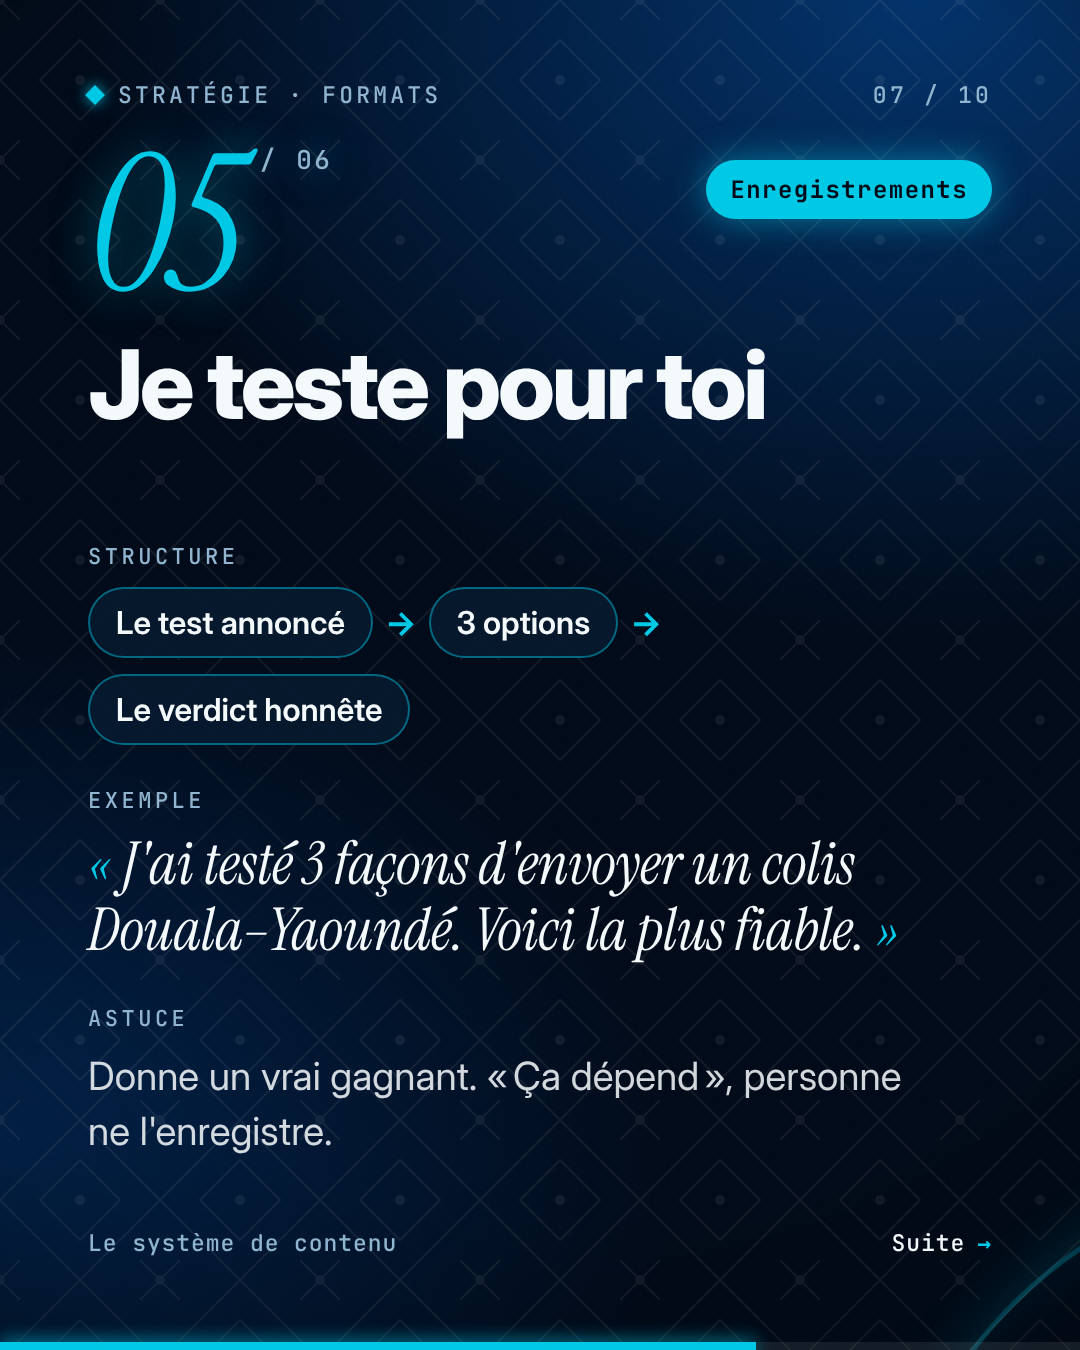 STRATÉGIE · FORMATS
07 / 10
05 / 06
Enregistrements
Je teste pour toi
STRUCTURE
Le test annoncé → 3 options →
Le verdict honnête
EXEMPLE
« J'ai testé 3 façons d'envoyer un colis
Douala–Yaoundé. Voici la plus fiable. »
ASTUCE
Donne un vrai gagnant. « Ça dépend », personne
ne l'enregistre.
Le système de contenu
Suite →